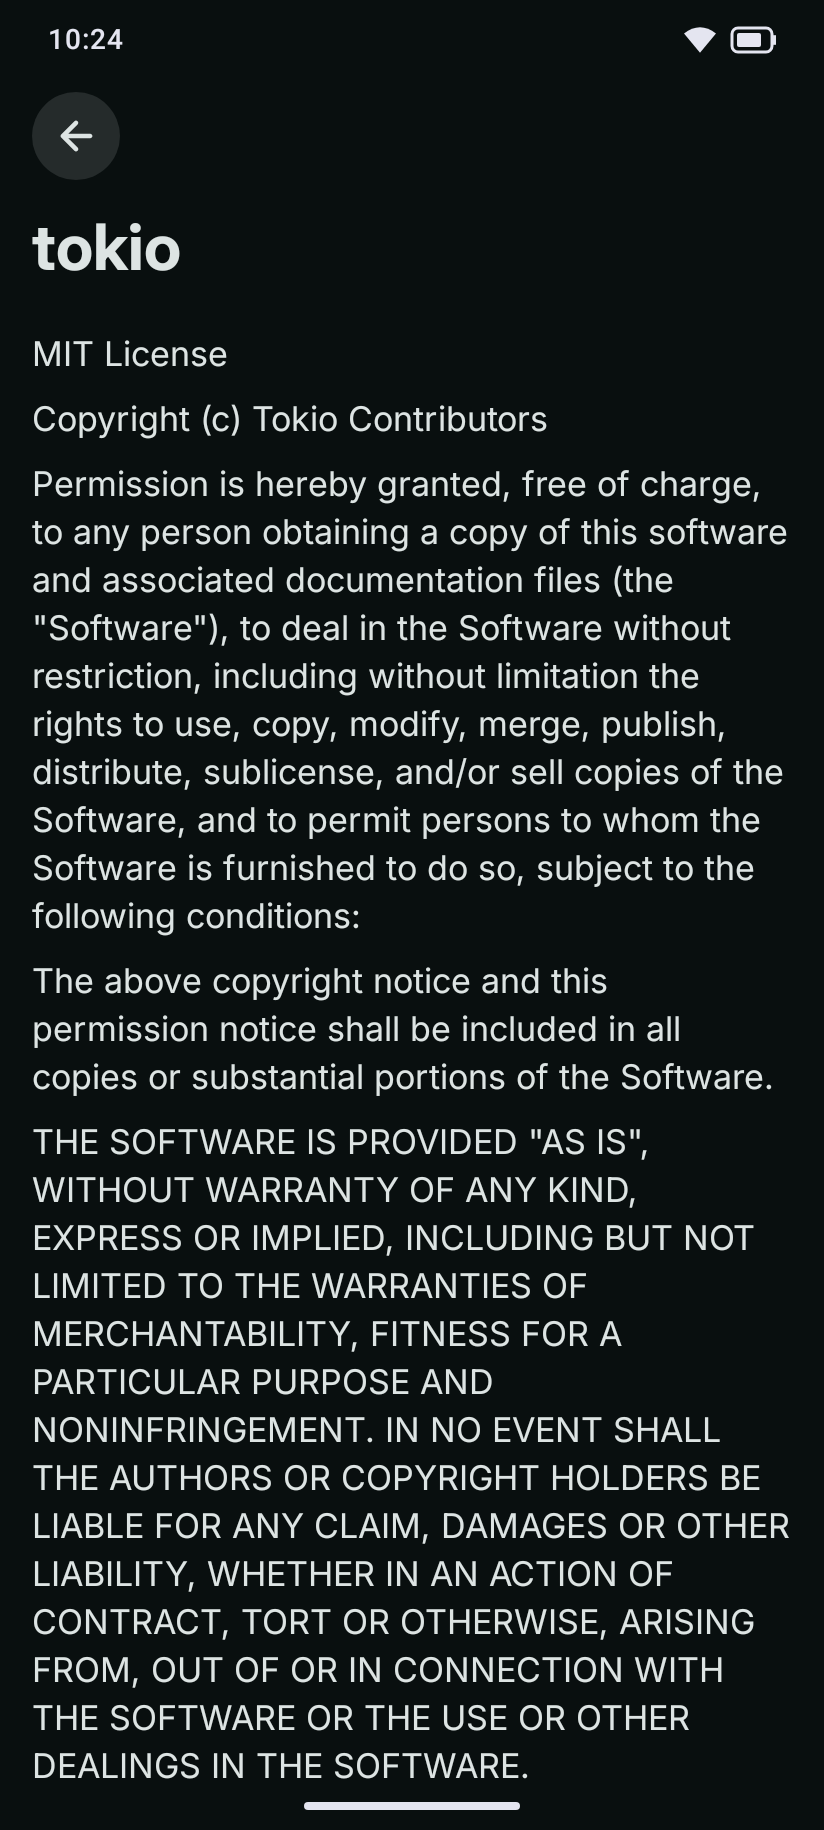 10:24
tokio
MIT License
Copyright (c) Tokio Contributors
Permission is hereby granted, free of charge,
to any person obtaining a copy of this software
and associated documentation files (the
"Software"), to deal in the Software without
restriction, including without limitation the
rights to use, copy, modify, merge, publish,
distribute, sublicense, and/or sell copies of the
Software, and to permit persons to whom the
Software is furnished to do so, subject to the
following conditions:
The above copyright notice and this
permission notice shall be included in all
copies or substantial portions of the Software.
THE SOFTWARE IS PROVIDED "AS IS",
WITHOUT WARRANTY OF ANY KIND,
EXPRESS OR IMPLIED, INCLUDING BUT NOT
LIMITED TO THE WARRANTIES OF
MERCHANTABILITY, FITNESS FOR A
PARTICULAR PURPOSE AND
NONINFRINGEMENT. IN NO EVENT SHALL
THE AUTHORS OR COPYRIGHT HOLDERS BE
LIABLE FOR ANY CLAIM, DAMAGES OR OTHER
LIABILITY, WHETHER IN AN ACTION OF
CONTRACT, TORT OR OTHERWISE, ARISING
FROM, OUT OF OR IN CONNECTION WITH
THE SOFTWARE OR THE USE OR OTHER
DEALINGS IN THE SOFTWARE.